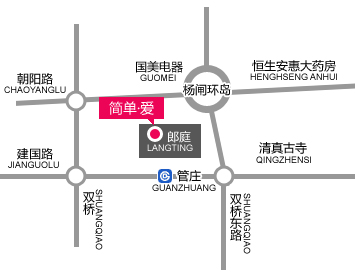 国美电器
GUOMEI
恒生安惠大药房
HENGHSENG ANHUI
朝阳路
CHAOYANGLU
杨闸环岛
简单·爱
郎庭
LANGTING
建国路
JIANGUOLU
清真古寺
QINGZHENSI
管庄
GUANZHUANG
双桥
SHUANGQIAO
双桥东路
SHUANGQIAO